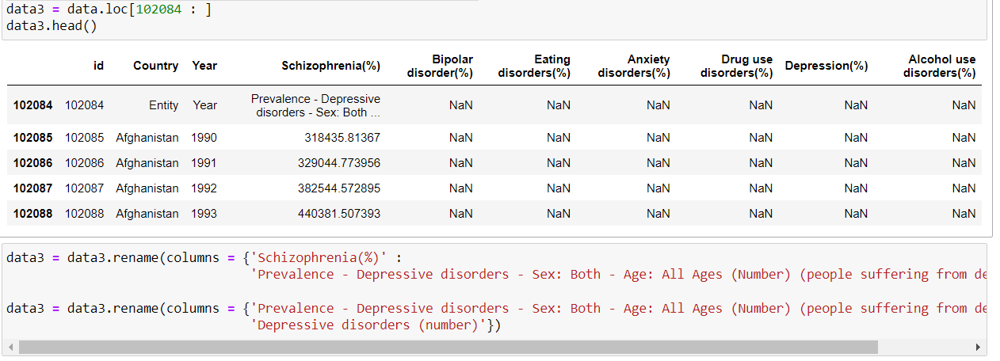 data3 = data.loc[102084 : ]
data3.head()
id Country Year Schizophrenia(%) Bipolar disorder(%) Eating disorders(%) Anxiety disorders(%) Drug use disorders(%) Depression(%) Alcohol use disorders(%)
102084 102084 Entity Year Prevalence - Depressive disorders - Sex: Both ... NaN NaN NaN NaN NaN NaN
102085 102085 Afghanistan 1990 318435.81367 NaN NaN NaN NaN NaN NaN
102086 102086 Afghanistan 1991 329044.773956 NaN NaN NaN NaN NaN NaN
102087 102087 Afghanistan 1992 382544.572895 NaN NaN NaN NaN NaN NaN
102088 102088 Afghanistan 1993 440381.507393 NaN NaN NaN NaN NaN NaN
data3 = data3.rename(columns = {'Schizophrenia(%)' :
'Prevalence - Depressive disorders - Sex: Both - Age: All Ages (Number) (people suffering from
data3 = data3.rename(columns = {'Prevalence - Depressive disorders - Sex: Both - Age: All Ages (Number) (people suffering from
'Depressive disorders (number)'})